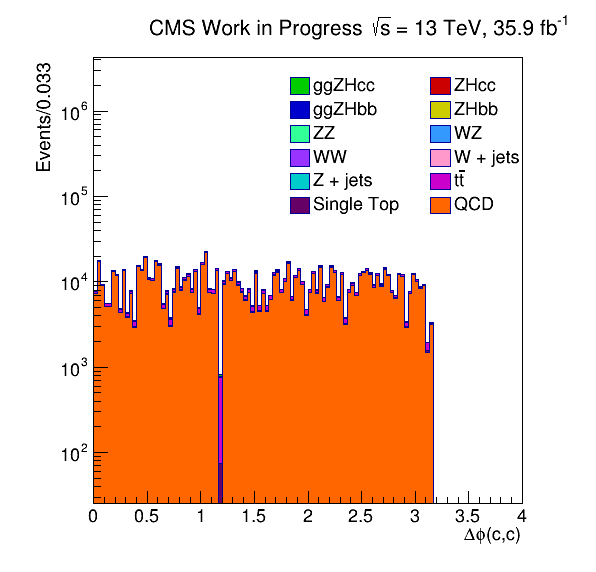 CMS Work in Progress √s = 13 TeV, 35.9 fb⁻¹
Events/0.033
10⁶
10⁵
10⁴
10³
10²
ggZHcc ZHcc
ggZHbb ZHbb
ZZ WZ
WW W + jets
Z + jets tt̄
Single Top QCD
0 0.5 1 1.5 2 2.5 3 3.5 4
Δϕ(c,c)